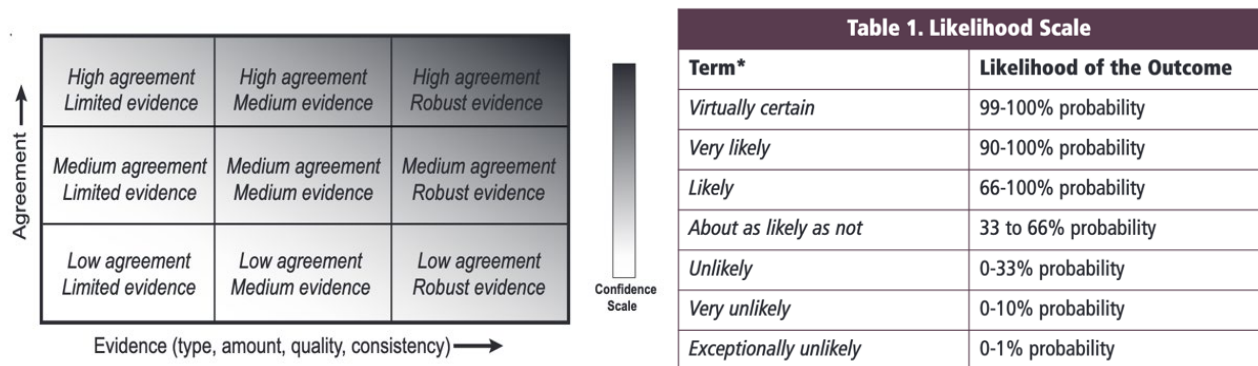 Agreement
High agreement
Limited evidence
High agreement
Medium evidence
High agreement
Robust evidence
Medium agreement
Limited evidence
Medium agreement
Medium evidence
Medium agreement
Robust evidence
Low agreement
Limited evidence
Low agreement
Medium evidence
Low agreement
Robust evidence
Evidence (type, amount, quality, consistency)
Confidence
Scale
Table 1. Likelihood Scale
Term* Likelihood of the Outcome
Virtually certain 99-100% probability
Very likely 90-100% probability
Likely 66-100% probability
About as likely as not 33 to 66% probability
Unlikely 0-33% probability
Very unlikely 0-10% probability
Exceptionally unlikely 0-1% probability